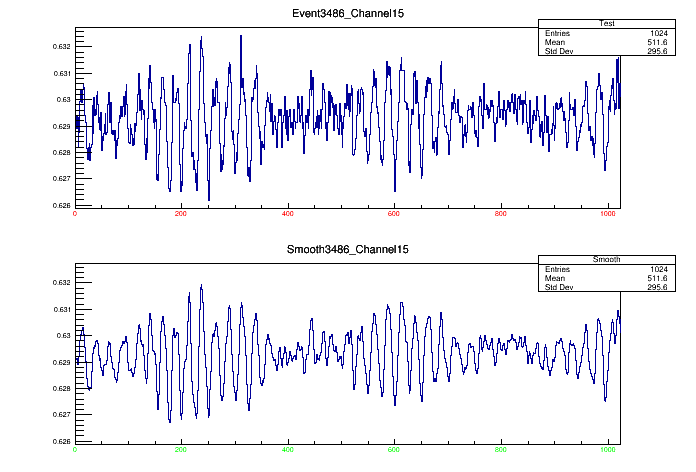 Event3486_Channel15
Test
Entries 1024
Mean 511.6
Std Dev 295.6
0.632
0.631
0.63
0.629
0.628
0.627
0.626
0 200 400 600 800 1000
Smooth3486_Channel15
Smooth
Entries 1024
Mean 511.6
Std Dev 295.6
0.632
0.631
0.63
0.629
0.628
0.627
0.626
0 200 400 600 800 1000